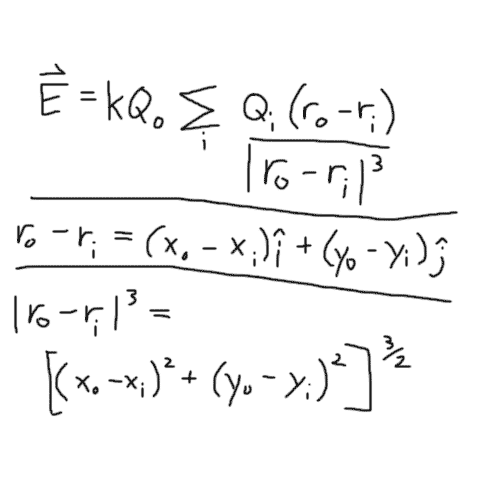 E⃗ = kQ₀ Σᵢ Qᵢ (r₀ − rᵢ) / |r₀ − rᵢ|³
r₀ − rᵢ = (x₀ − xᵢ)î + (y₀ − yᵢ)ĵ
|r₀ − rᵢ|³ =
[(x₀ − xᵢ)² + (y₀ − yᵢ)²]^{3/2}